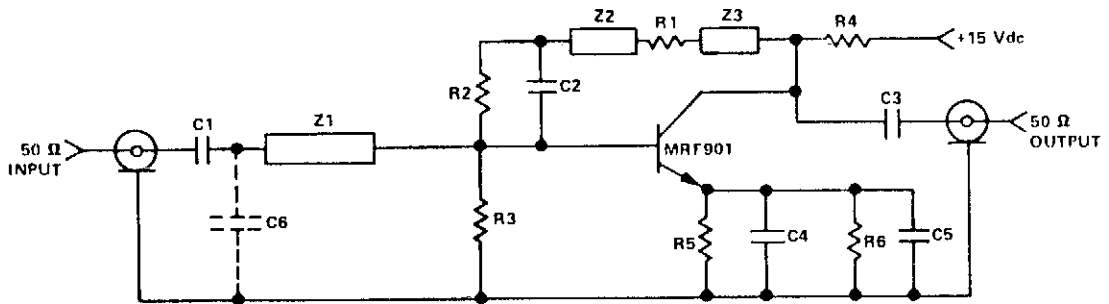 Z2
R1
Z3
R4
+15 Vdc
R2
C2
C3
C1
Z1
50 Ω
INPUT
50 Ω
OUTPUT
MRF901
C6
R3
R5
C4
R6
C5